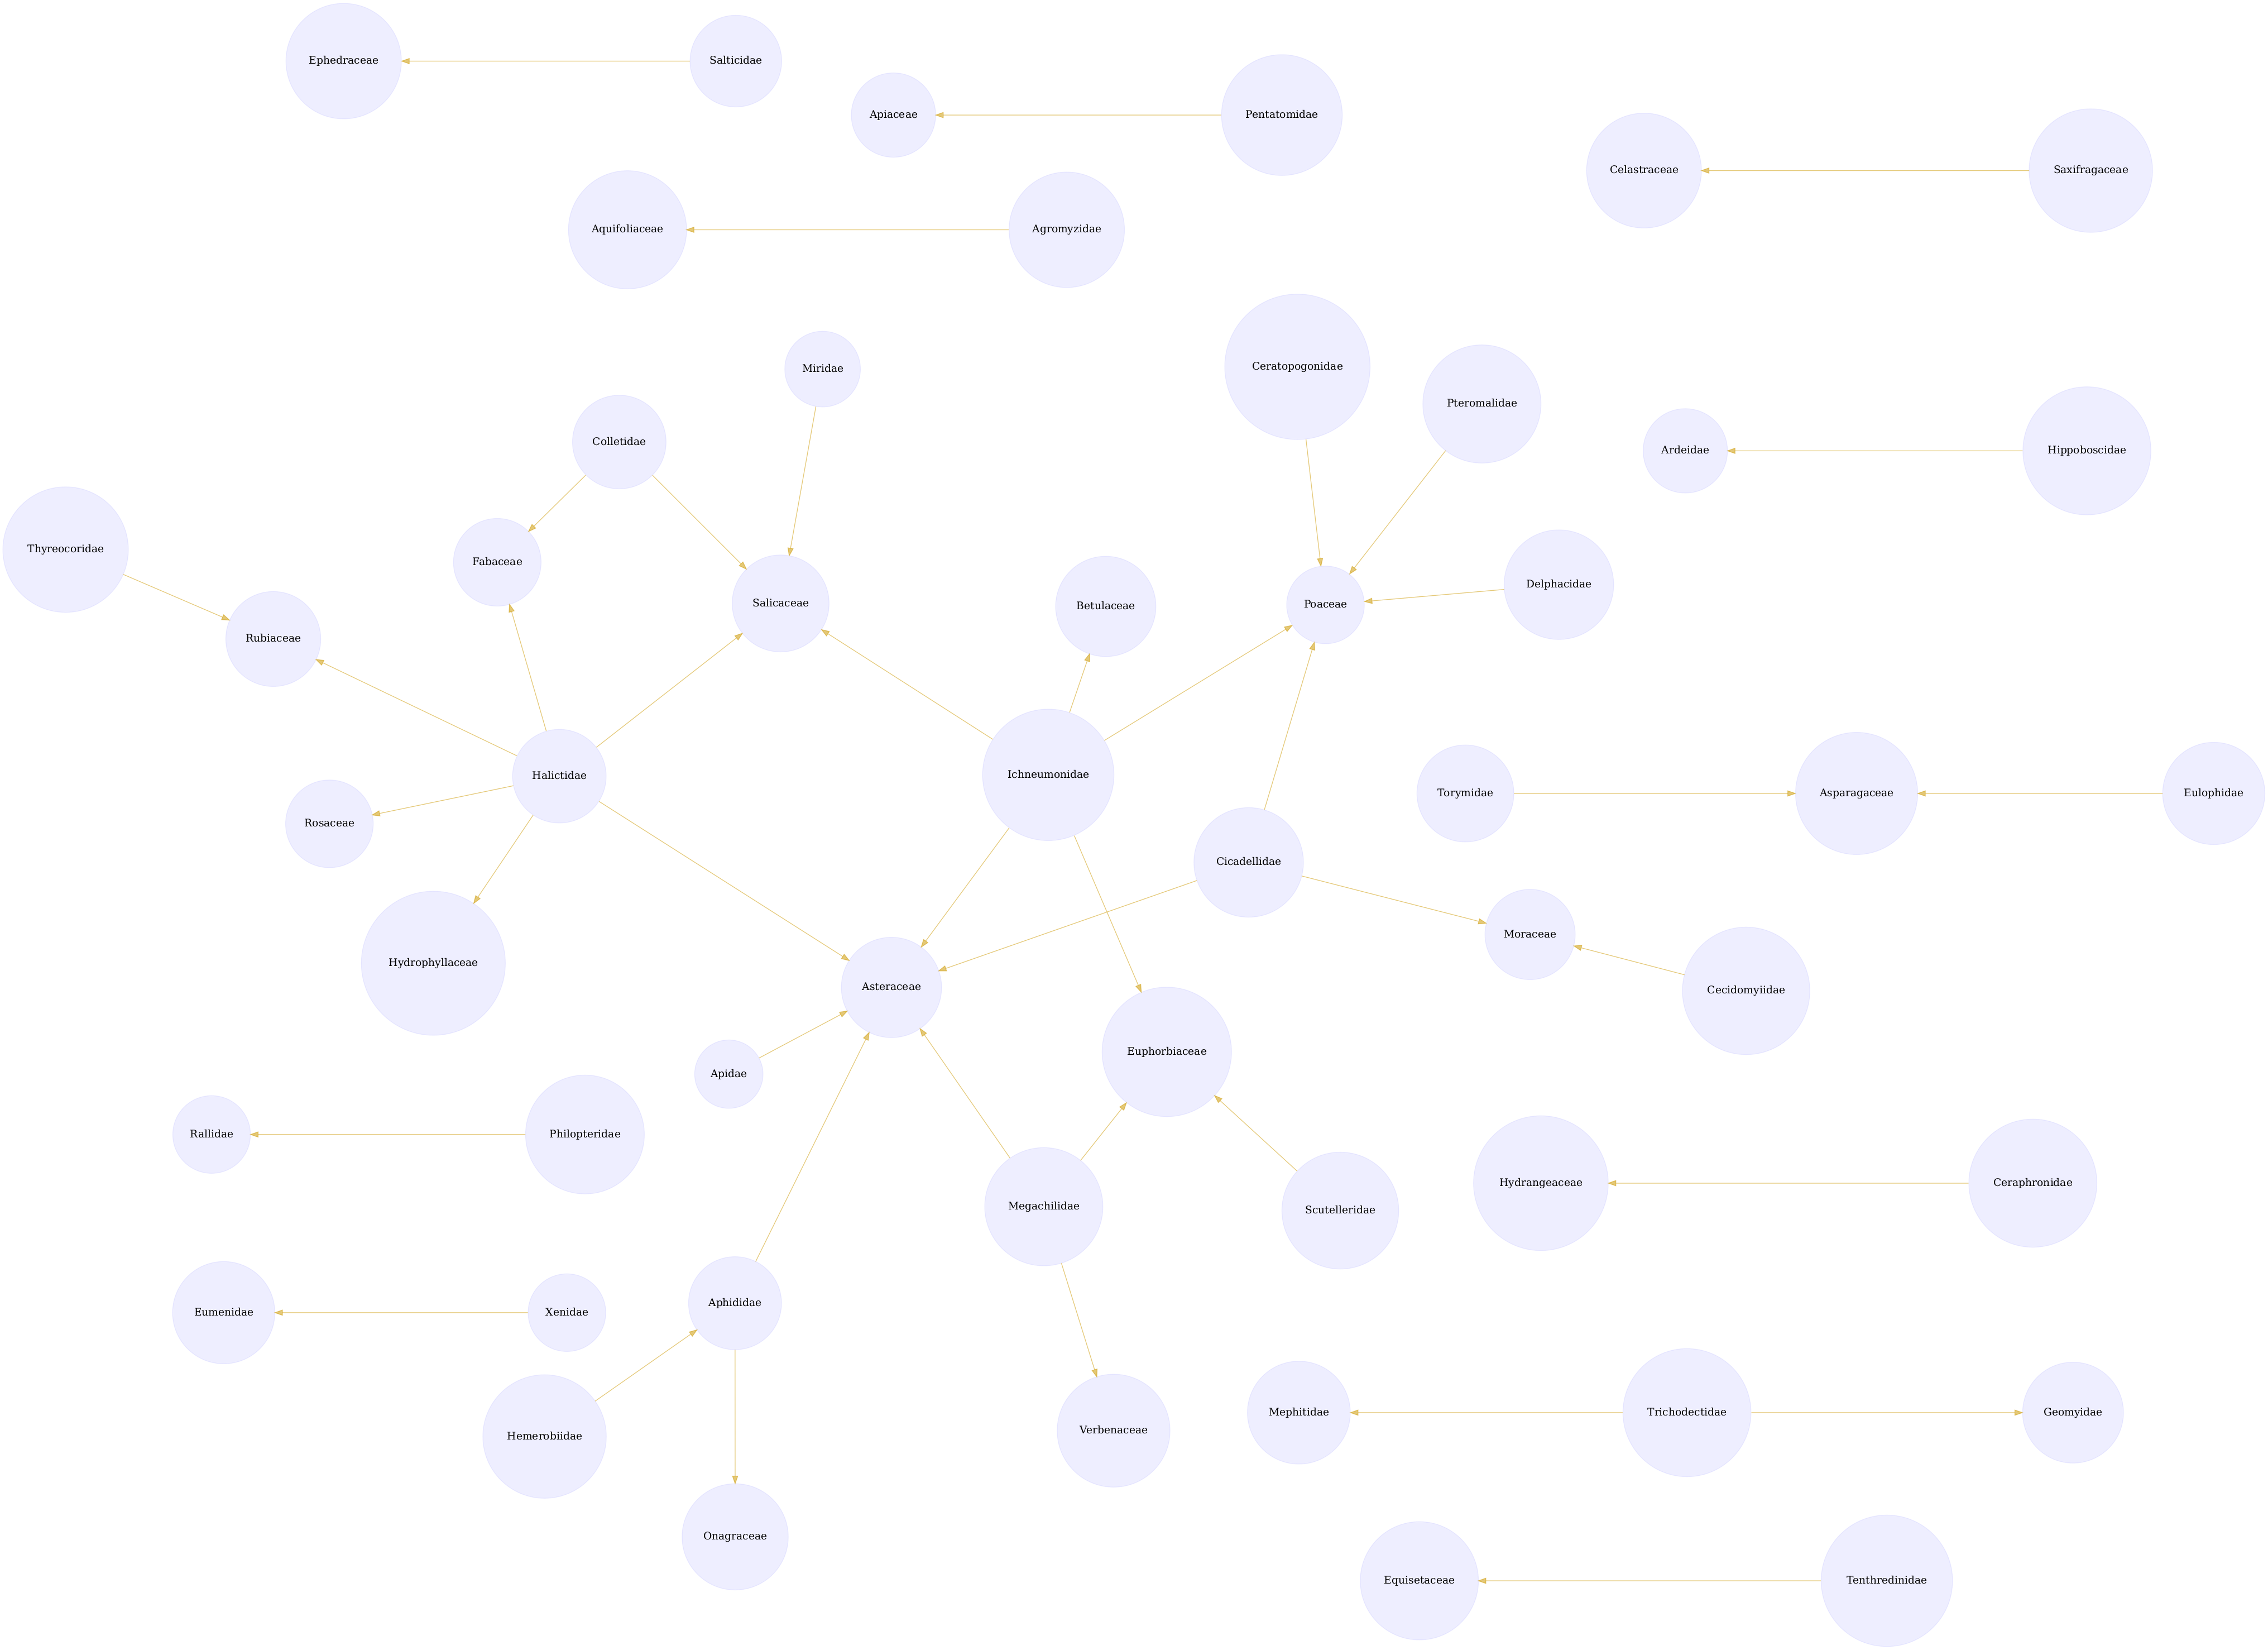 Ephedraceae
Salticidae
Apiaceae
Pentatomidae
Celastraceae
Saxifragaceae
Aquifoliaceae
Agromyzidae
Miridae
Ceratopogonidae
Pteromalidae
Colletidae
Ardeidae
Hippoboscidae
Thyreocoridae
Fabaceae
Delphacidae
Salicaceae
Betulaceae
Poaceae
Rubiaceae
Halictidae
Ichneumonidae
Torymidae
Asparagaceae
Eulophidae
Rosaceae
Cicadellidae
Moraceae
Hydrophyllaceae
Asteraceae
Cecidomyiidae
Euphorbiaceae
Apidae
Rallidae
Philopteridae
Hydrangeaceae
Ceraphronidae
Megachilidae
Scutelleridae
Eumenidae
Xenidae
Aphididae
Mephitidae
Trichodectidae
Geomyidae
Hemerobiidae
Verbenaceae
Onagraceae
Equisetaceae
Tenthredinidae